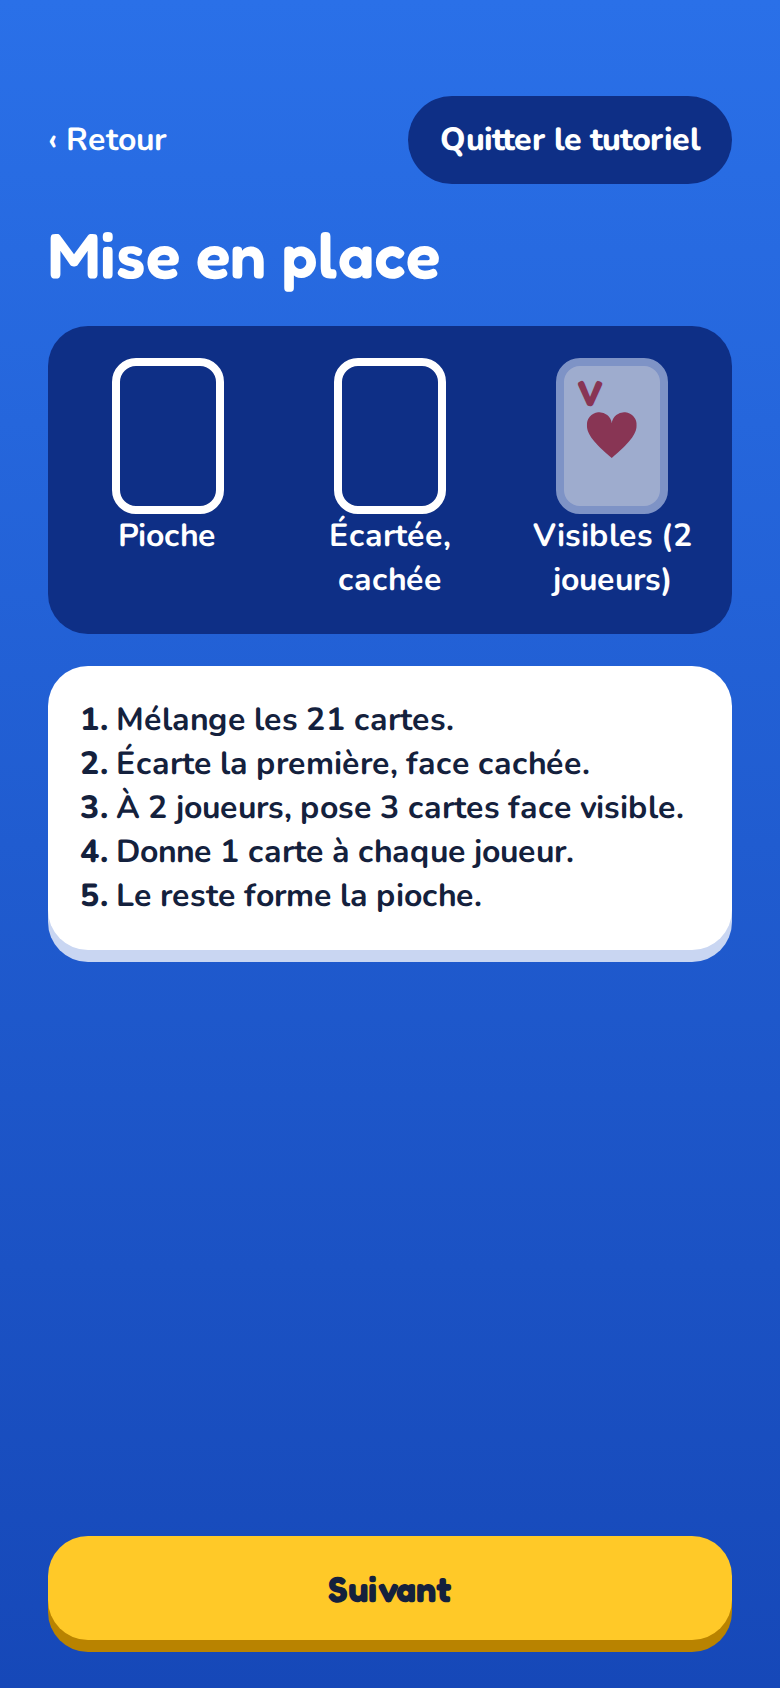 ‹ Retour
Quitter le tutoriel
Mise en place
V
Pioche
Écartée,
cachée
Visibles (2
joueurs)
1. Mélange les 21 cartes.
2. Écarte la première, face cachée.
3. À 2 joueurs, pose 3 cartes face visible.
4. Donne 1 carte à chaque joueur.
5. Le reste forme la pioche.
Suivant